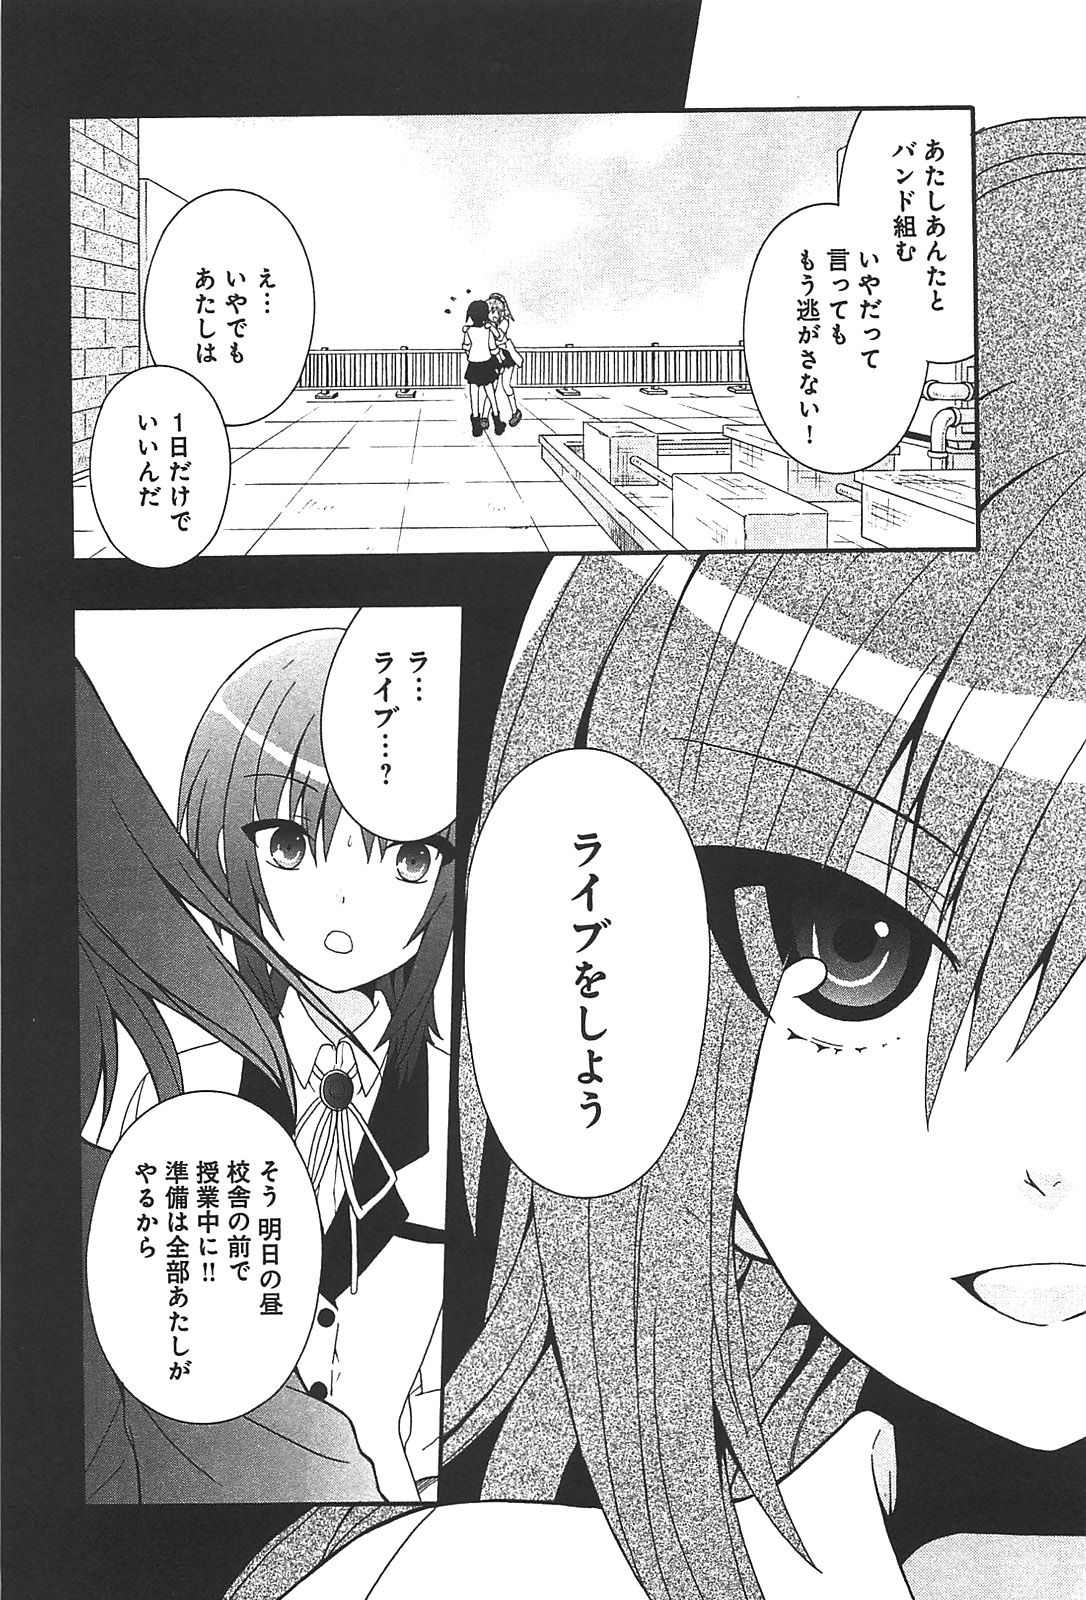 あたしあんたと
バンド組む
いやだって
言っても
もう逃がさない！
え…
いやでも
あたしは
1日だけで
いいんだ
ライブをしよう
ラ…
ライブ…？
そう 明日の昼
校舎の前で
授業中に!!
準備は全部あたしが
やるから